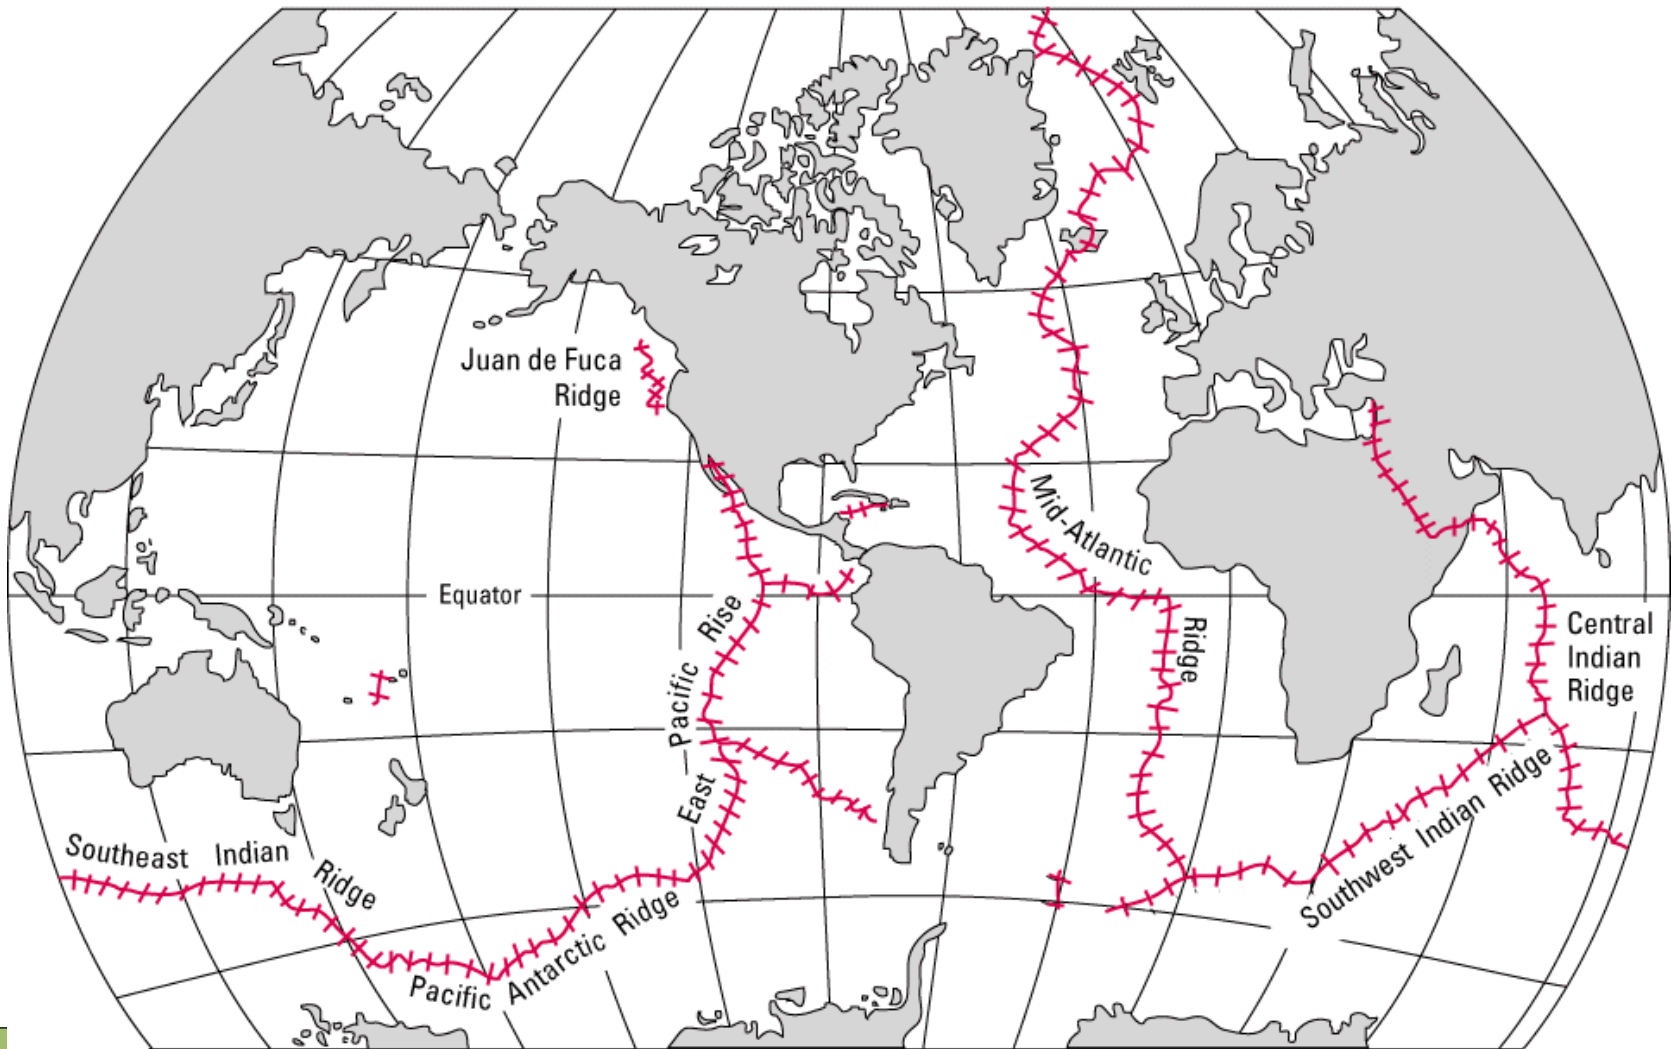 Juan de Fuca
Ridge
Mid-Atlantic
Ridge
Equator
East Pacific Rise
Central
Indian
Ridge
Southeast Indian Ridge
Pacific Antarctic Ridge
Southwest Indian Ridge